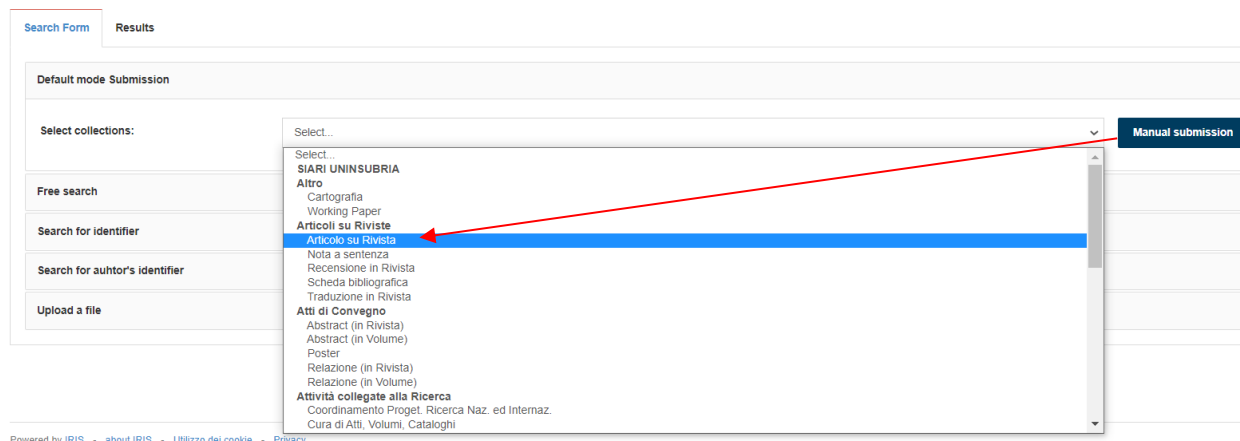 Search Form Results
Default mode Submission
Select collections: Select... Manual submission
Select...
SIARI UNINSUBRIA
Altro
Cartografia
Working Paper
Articoli su Riviste
Articolo su Rivista
Nota a sentenza
Recensione in Rivista
Scheda bibliografica
Traduzione in Rivista
Atti di Convegno
Abstract (in Rivista)
Abstract (in Volume)
Poster
Relazione (in Rivista)
Relazione (in Volume)
Attività collegate alla Ricerca
Coordinamento Proget. Ricerca Naz. ed Internaz.
Cura di Atti, Volumi, Cataloghi
Free search
Search for identifier
Search for auhtor's identifier
Upload a file
Powered by IRIS - about IRIS - Utilizzo dei cookie - Privacy